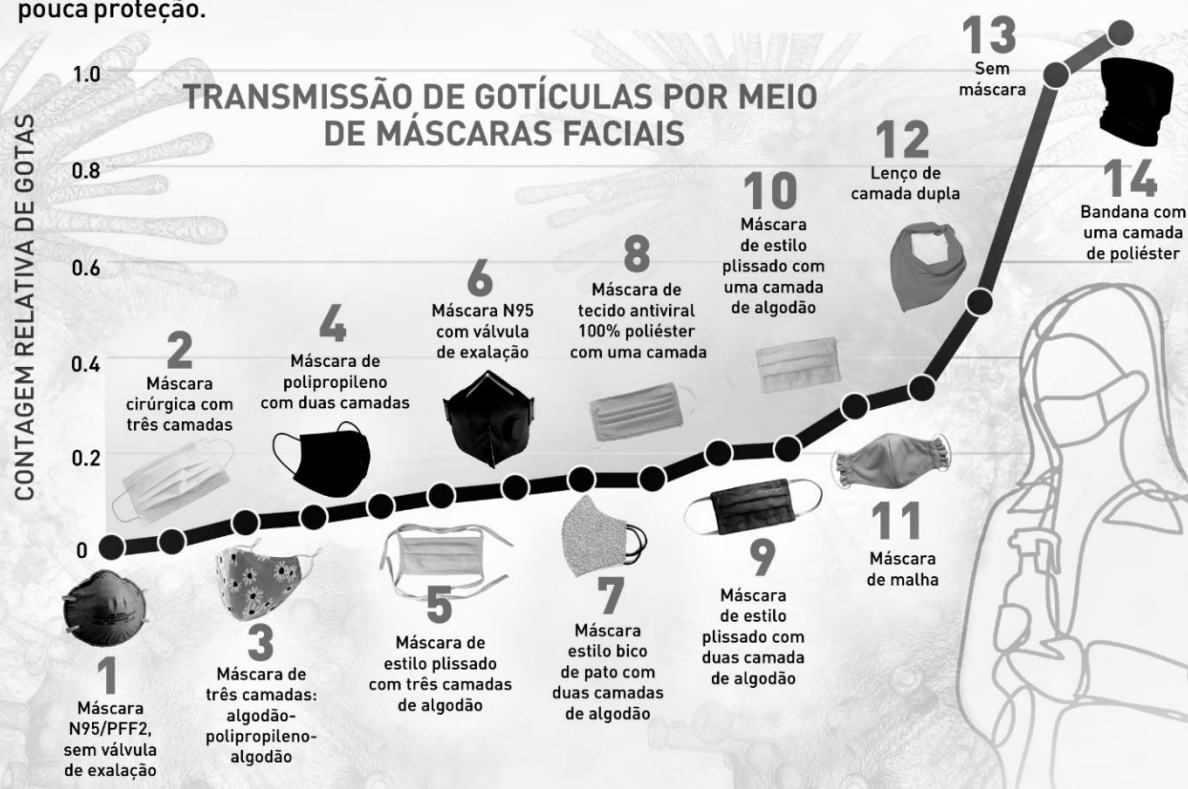 pouca proteção.
TRANSMISSÃO DE GOTÍCULAS POR MEIO
DE MÁSCARAS FACIAIS
CONTAGEM RELATIVA DE GOTAS
1.0
0.8
0.6
0.4
0.2
0
1
Máscara
N95/PFF2,
sem válvula
de exalação
2
Máscara
cirúrgica com
três camadas
3
Máscara de
três camadas:
algodão-
polipropileno-
algodão
4
Máscara de
polipropileno
com duas camadas
5
Máscara de
estilo plissado
com três camadas
de algodão
6
Máscara N95
com válvula
de exalação
7
Máscara
estilo bico
de pato com
duas camadas
de algodão
8
Máscara de
tecido antiviral
100% poliéster
com uma camada
9
Máscara
de estilo
plissado com
duas camada
de algodão
10
Máscara
de estilo
plissado com
uma camada
de algodão
11
Máscara
de malha
12
Lenço de
camada dupla
13
Sem
máscara
14
Bandana com
uma camada
de poliéster